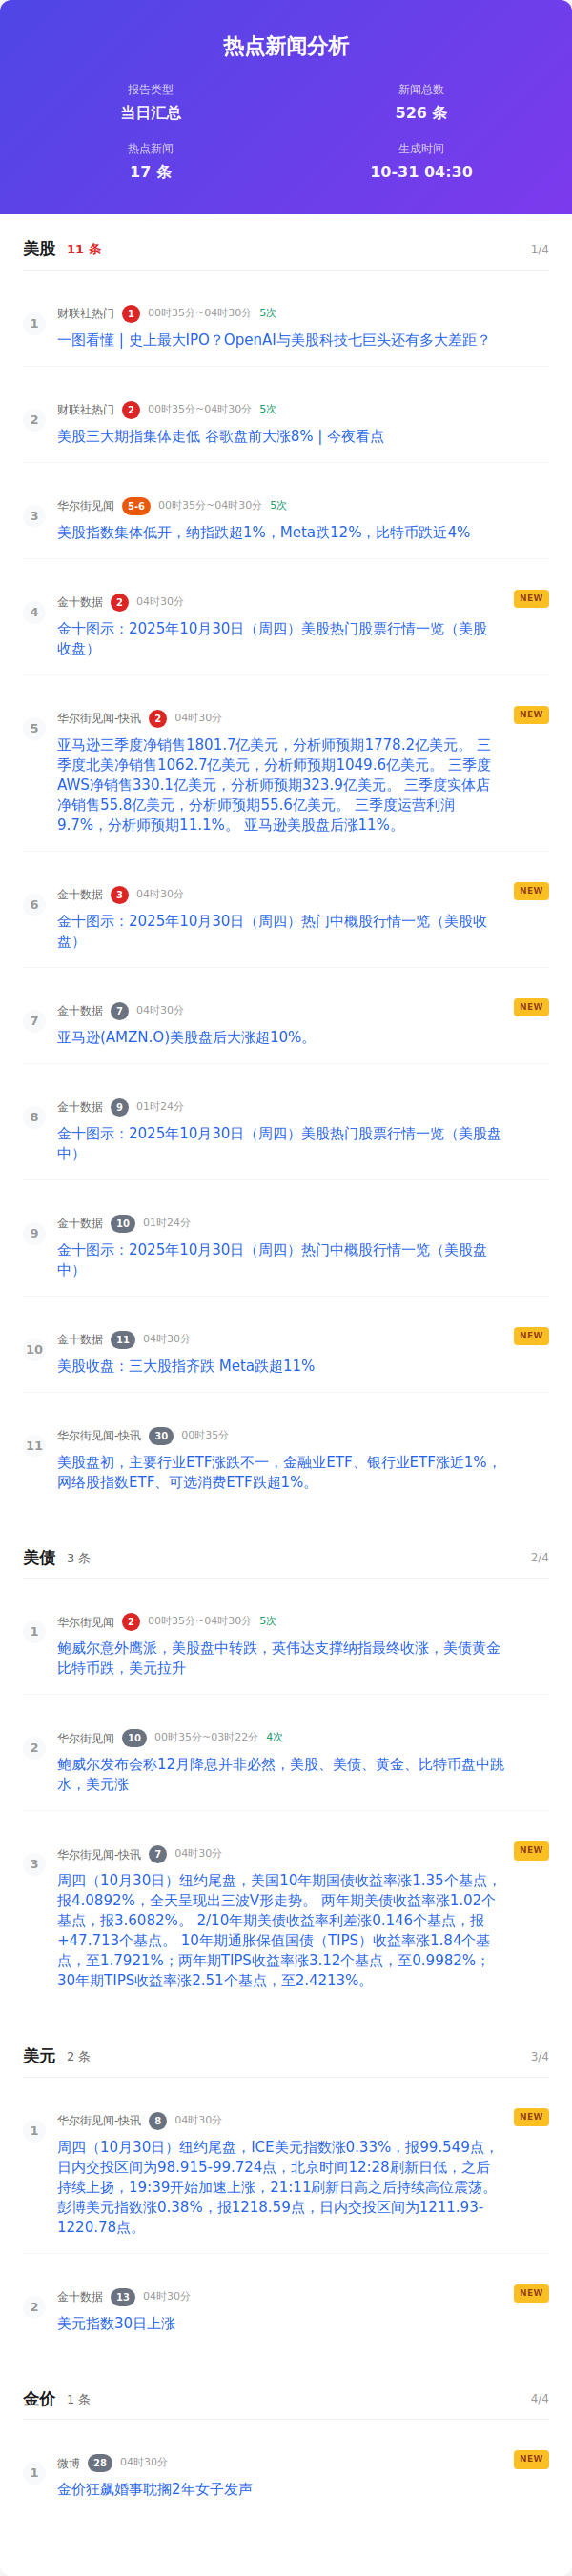 热点新闻分析
报告类型
当日汇总
新闻总数
526 条
热点新闻
17 条
生成时间
10-31 04:30
美股 11 条 1/4
1
财联社热门 1 00时35分~04时30分 5次
一图看懂 | 史上最大IPO？OpenAI与美股科技七巨头还有多大差距？
2
财联社热门 2 00时35分~04时30分 5次
美股三大期指集体走低 谷歌盘前大涨8% | 今夜看点
3
华尔街见闻 5-6 00时35分~04时30分 5次
美股指数集体低开，纳指跌超1%，Meta跌12%，比特币跌近4%
4
金十数据 2 04时30分 NEW
金十图示：2025年10月30日（周四）美股热门股票行情一览（美股
收盘）
5
华尔街见闻-快讯 2 04时30分 NEW
亚马逊三季度净销售1801.7亿美元，分析师预期1778.2亿美元。 三
季度北美净销售1062.7亿美元，分析师预期1049.6亿美元。 三季度
AWS净销售330.1亿美元，分析师预期323.9亿美元。 三季度实体店
净销售55.8亿美元，分析师预期55.6亿美元。 三季度运营利润
9.7%，分析师预期11.1%。 亚马逊美股盘后涨11%。
6
金十数据 3 04时30分 NEW
金十图示：2025年10月30日（周四）热门中概股行情一览（美股收
盘）
7
金十数据 7 04时30分 NEW
亚马逊(AMZN.O)美股盘后大涨超10%。
8
金十数据 9 01时24分
金十图示：2025年10月30日（周四）美股热门股票行情一览（美股盘
中）
9
金十数据 10 01时24分
金十图示：2025年10月30日（周四）热门中概股行情一览（美股盘
中）
10
金十数据 11 04时30分 NEW
美股收盘：三大股指齐跌 Meta跌超11%
11
华尔街见闻-快讯 30 00时35分
美股盘初，主要行业ETF涨跌不一，金融业ETF、银行业ETF涨近1%，
网络股指数ETF、可选消费ETF跌超1%。
美债 3 条 2/4
1
华尔街见闻 2 00时35分~04时30分 5次
鲍威尔意外鹰派，美股盘中转跌，英伟达支撑纳指最终收涨，美债黄金
比特币跌，美元拉升
2
华尔街见闻 10 00时35分~03时22分 4次
鲍威尔发布会称12月降息并非必然，美股、美债、黄金、比特币盘中跳
水，美元涨
3
华尔街见闻-快讯 7 04时30分 NEW
周四（10月30日）纽约尾盘，美国10年期国债收益率涨1.35个基点，
报4.0892%，全天呈现出三波V形走势。 两年期美债收益率涨1.02个
基点，报3.6082%。 2/10年期美债收益率利差涨0.146个基点，报
+47.713个基点。 10年期通胀保值国债（TIPS）收益率涨1.84个基
点，至1.7921%；两年期TIPS收益率涨3.12个基点，至0.9982%；
30年期TIPS收益率涨2.51个基点，至2.4213%。
美元 2 条 3/4
1
华尔街见闻-快讯 8 04时30分 NEW
周四（10月30日）纽约尾盘，ICE美元指数涨0.33%，报99.549点，
日内交投区间为98.915-99.724点，北京时间12:28刷新日低，之后
持续上扬，19:39开始加速上涨，21:11刷新日高之后持续高位震荡。
彭博美元指数涨0.38%，报1218.59点，日内交投区间为1211.93-
1220.78点。
2
金十数据 13 04时30分 NEW
美元指数30日上涨
金价 1 条 4/4
1
微博 28 04时30分 NEW
金价狂飙婚事耽搁2年女子发声